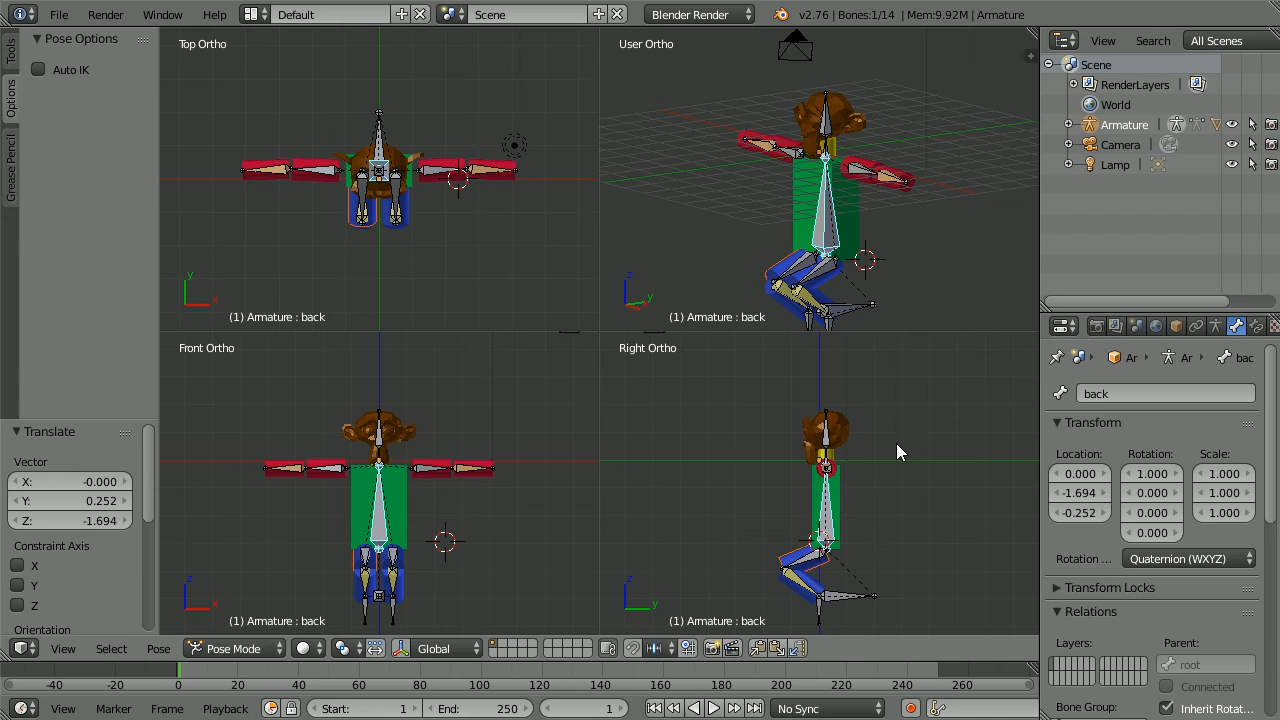 File Render Window Help Default Scene Blender Render v2.76 | Bones:1/14 | Mem:9.92M | Armature
Tools
Options
Grease Pencil
Pose Options
Auto IK
Translate
Vector
X: -0.000
Y: 0.252
Z: -1.694
Constraint Axis
X
Y
Z
Orientation
Top Ortho
y
x
(1) Armature : back
User Ortho
z
y
x
(1) Armature : back
Front Ortho
z
x
(1) Armature : back
Right Ortho
z
y
(1) Armature : back
View Search All Scenes
Scene
RenderLayers
World
Armature
Camera
Lamp
Ar Ar bac
back
Transform
Location: Rotation: Scale:
0.000 1.000 1.000
-1.694 0.000 1.000
-0.252 0.000 1.000
0.000
Rotation ... Quaternion (WXYZ)
Transform Locks
Relations
Layers: Parent:
root
Connected
Bone Group: Inherit Rotat...
View Select Pose Pose Mode Global
-40 -20 0 20 40 60 80 100 120 140 160 180 200 220 240 260
View Marker Frame Playback Start: 1 End: 250 1 No Sync